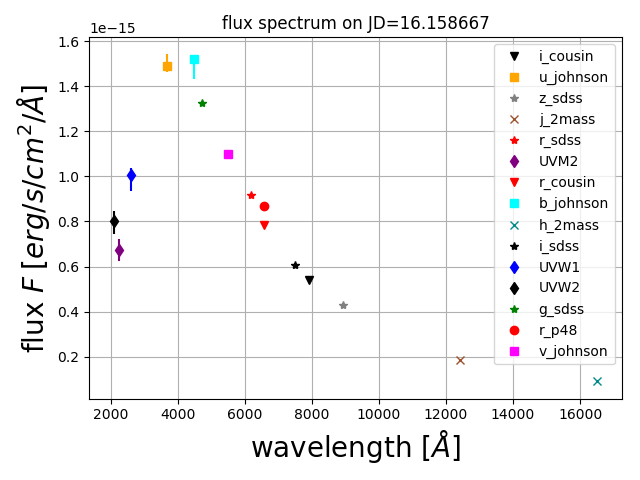 flux spectrum on JD=16.158667
1e−15
1.6
1.4
1.2
1.0
0.8
0.6
0.4
0.2
flux F [erg/s/cm²/Å]
i_cousin
u_johnson
z_sdss
j_2mass
r_sdss
UVM2
r_cousin
b_johnson
h_2mass
i_sdss
UVW1
UVW2
g_sdss
r_p48
v_johnson
2000 4000 6000 8000 10000 12000 14000 16000
wavelength [Å]